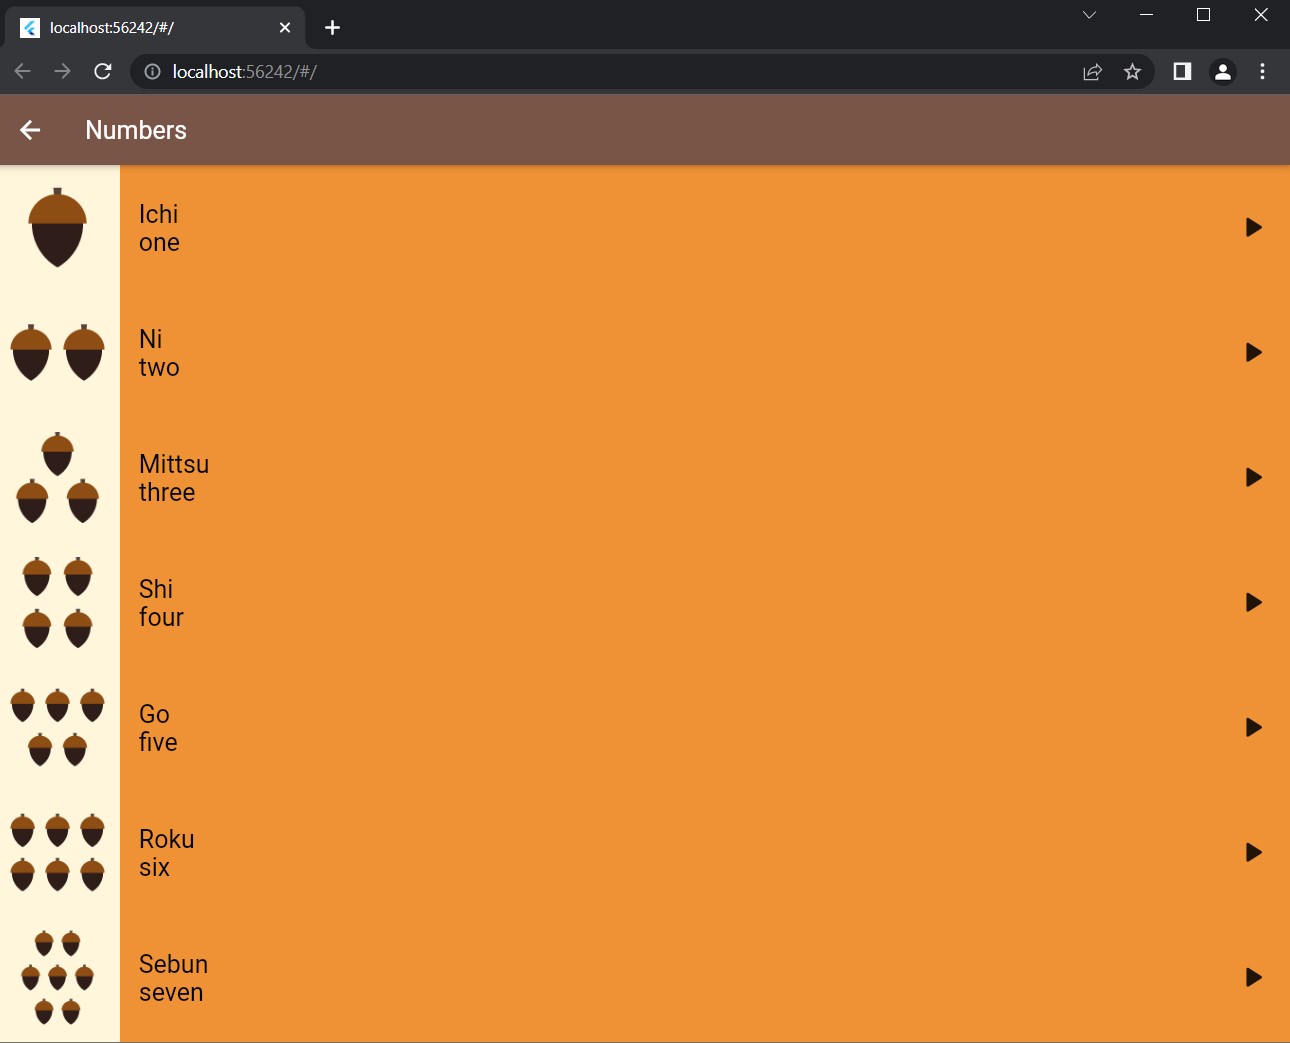 localhost:56242/#/
localhost:56242/#/
Numbers
Ichi
one
Ni
two
Mittsu
three
Shi
four
Go
five
Roku
six
Sebun
seven